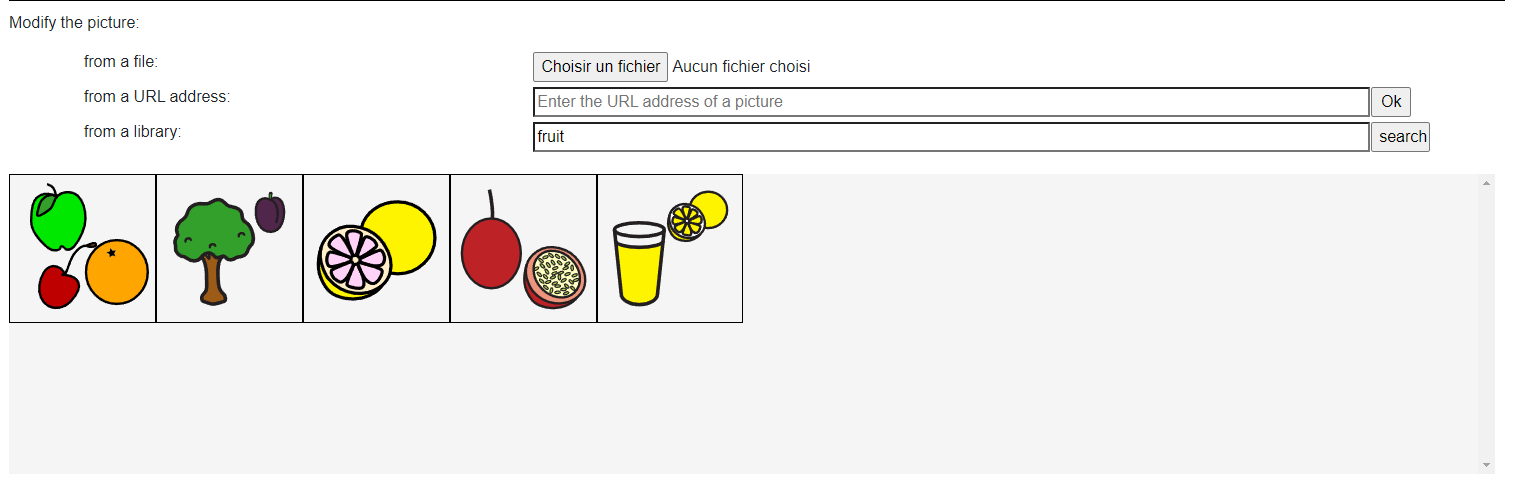 Modify the picture:
from a file:
Choisir un fichier Aucun fichier choisi
from a URL address:
Enter the URL address of a picture Ok
from a library:
fruit search